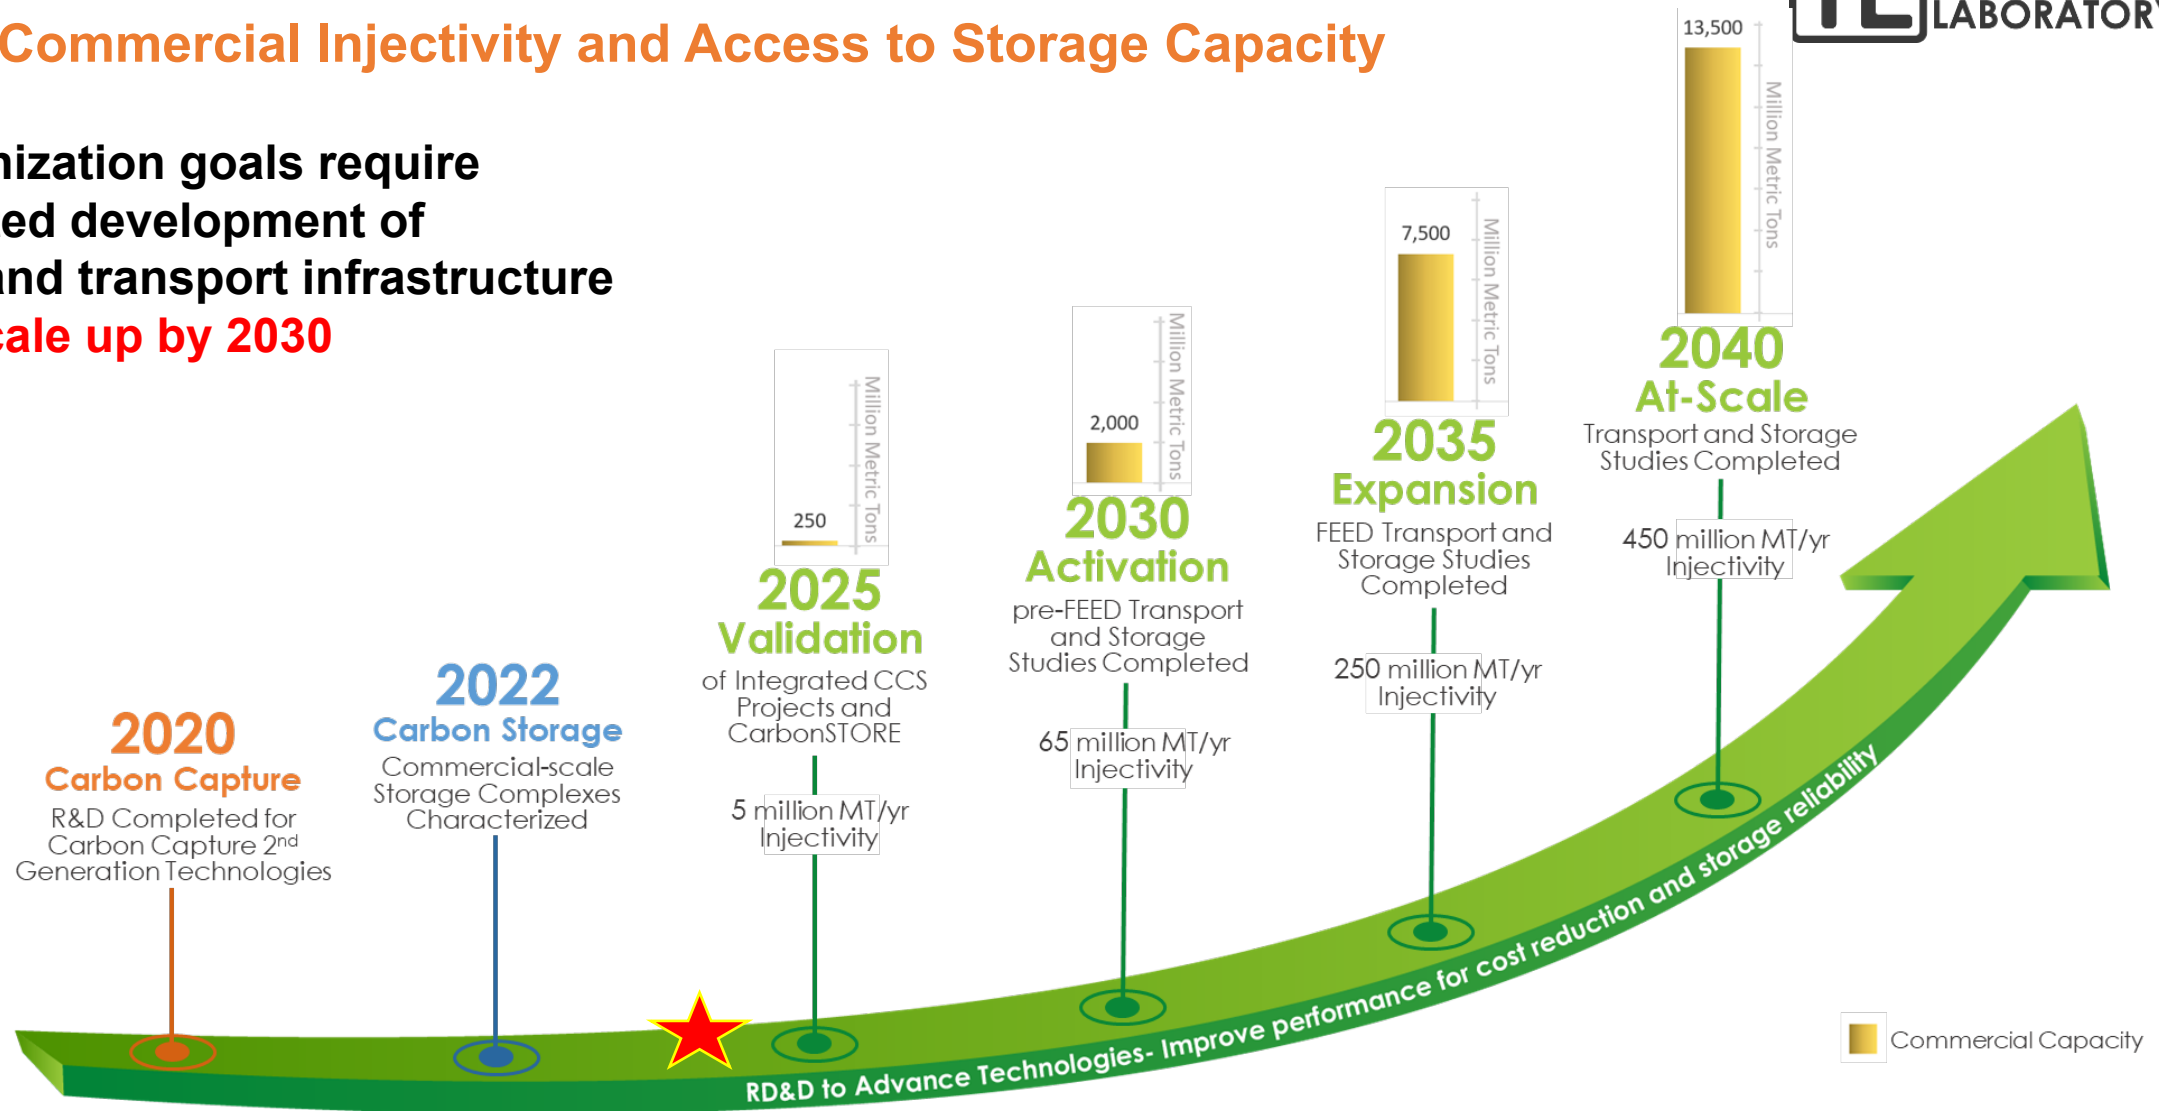 Commercial Injectivity and Access to Storage Capacity
LABORATORY
nization goals require
ed development of
and transport infrastructure
cale up by 2030
2020
Carbon Capture
R&D Completed for
Carbon Capture 2nd
Generation Technologies
2022
Carbon Storage
Commercial-scale
Storage Complexes
Characterized
250
Million Metric Tons
2025
Validation
of Integrated CCS
Projects and
CarbonSTORE
5 million MT/yr
Injectivity
2,000
Million Metric Tons
2030
Activation
pre-FEED Transport
and Storage
Studies Completed
65 million MT/yr
Injectivity
7,500
Million Metric Tons
2035
Expansion
FEED Transport and
Storage Studies
Completed
250 million MT/yr
Injectivity
13,500
Million Metric Tons
2040
At-Scale
Transport and Storage
Studies Completed
450 million MT/yr
Injectivity
RD&D to Advance Technologies- Improve performance for cost reduction and storage reliability
Commercial Capacity